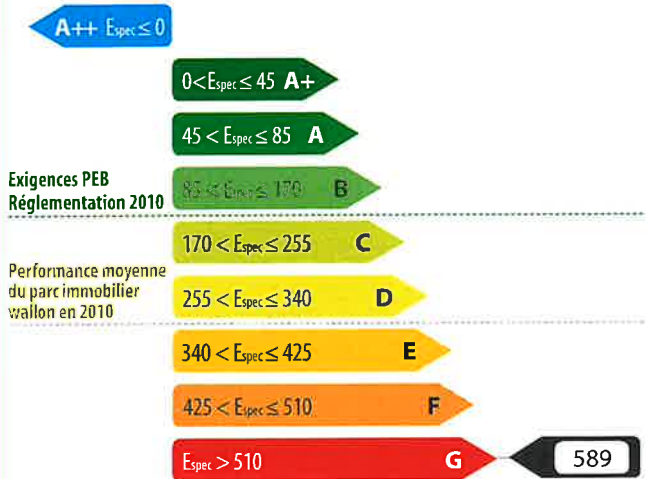 A++ Espec ≤ 0
0<Espec≤ 45 A+
45 < Espec≤ 85 A
85 < Espec≤ 170 B
Exigences PEB
Réglementation 2010
170 < Espec≤ 255 C
Performance moyenne
du parc immobilier
wallon en 2010
255 < Espec≤ 340 D
340 < Espec≤ 425 E
425 < Espec≤ 510 F
Espec > 510 G
589